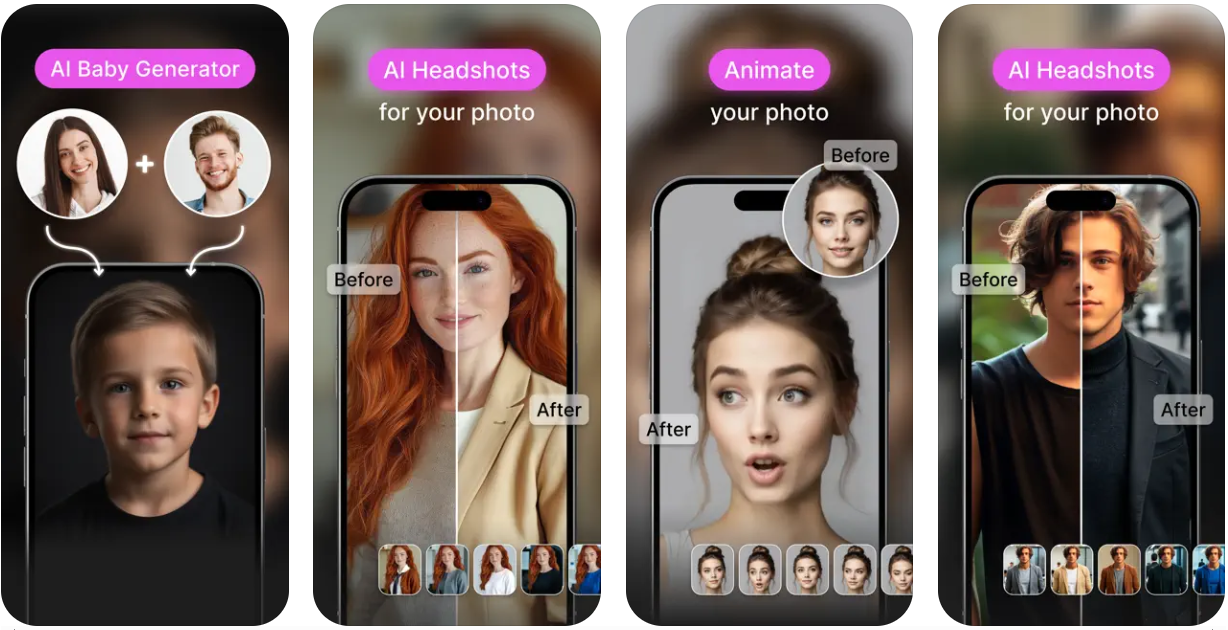 AI Baby Generator
+
AI Headshots
for your photo
Before
After
Animate
your photo
Before
After
AI Headshots
for your photo
Before
After